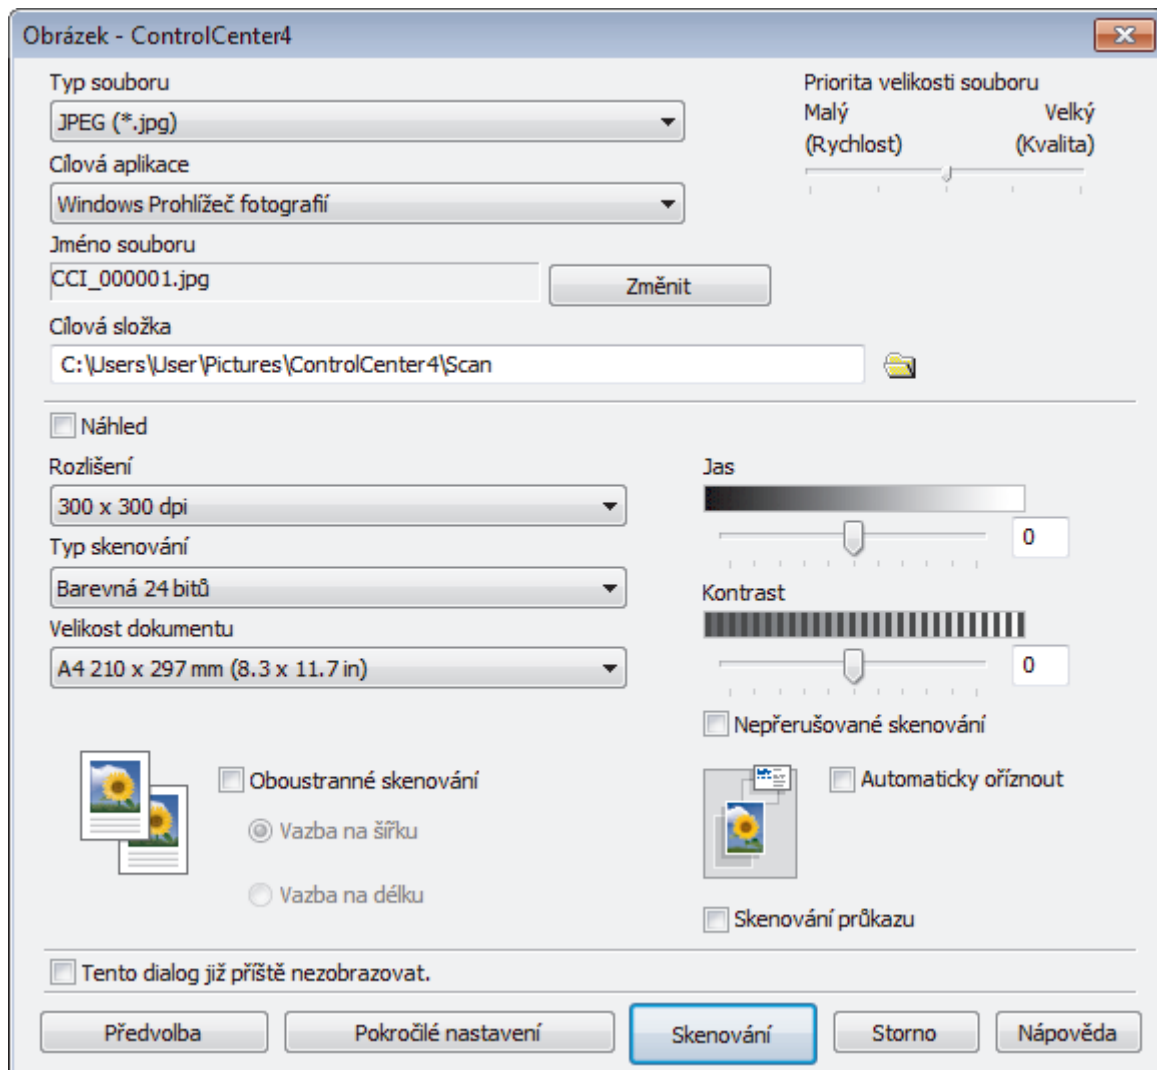 Obrázek - ControlCenter4
Typ souboru
JPEG (*.jpg)
Priorita velikosti souboru
Malý Velký
(Rychlost) (Kvalita)
Cílová aplikace
Windows Prohlížeč fotografií
Jméno souboru
CCI_000001.jpg
Změnit
Cílová složka
C:\Users\User\Pictures\ControlCenter4\Scan
Náhled
Rozlišení
300 x 300 dpi
Typ skenování
Barevná 24 bitů
Velikost dokumentu
A4 210 x 297 mm (8.3 x 11.7 in)
Jas
0
Kontrast
0
Nepřerušované skenování
Oboustranné skenování
Vazba na šířku
Vazba na délku
Automaticky oříznout
Skenování průkazu
Tento dialog již příště nezobrazovat.
Předvolba Pokročilé nastavení Skenování Storno Nápověda